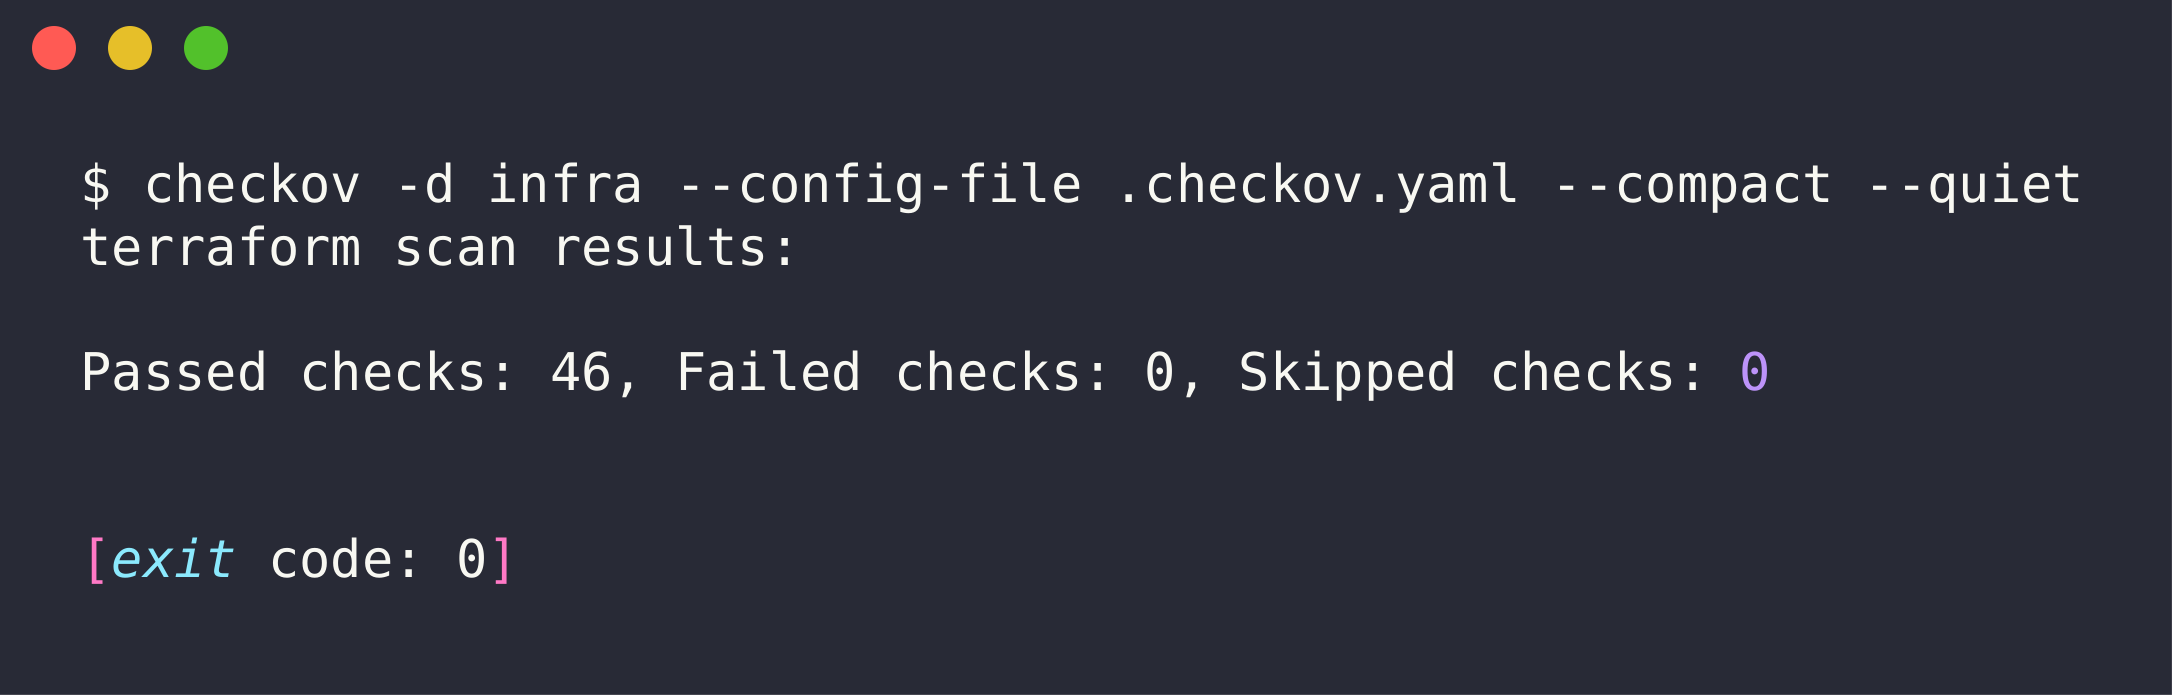 $ checkov -d infra --config-file .checkov.yaml --compact --quiet
terraform scan results:
Passed checks: 46, Failed checks: 0, Skipped checks: 0
[exit code: 0]